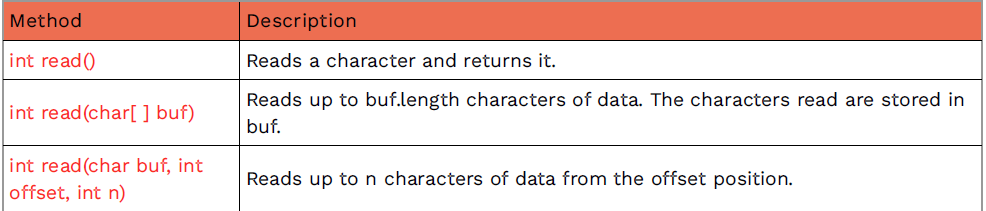 Method Description
int read() Reads a character and returns it.
int read(char[ ] buf) Reads up to buf.length characters of data. The characters read are stored in
buf.
int read(char buf, int
offset, int n) Reads up to n characters of data from the offset position.